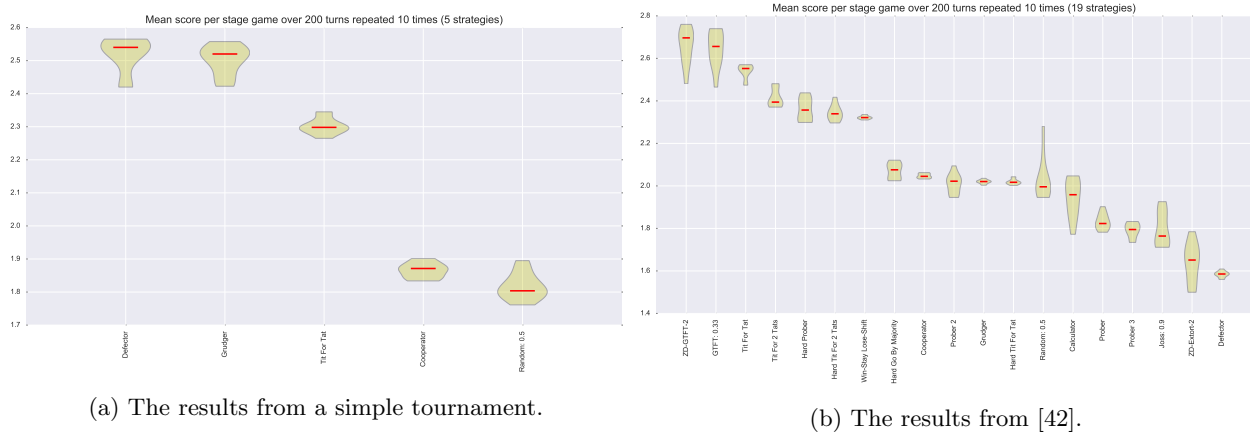 Mean score per stage game over 200 turns repeated 10 times (5 strategies)
2.6
2.5
2.4
2.3
2.2
2.1
2.0
1.9
1.8
1.7
Defector
Grudger
Tit For Tat
Cooperator
Random: 0.5
(a) The results from a simple tournament.
Mean score per stage game over 200 turns repeated 10 times (19 strategies)
2.8
2.6
2.4
2.2
2.0
1.8
1.6
1.4
ZD-GTFT-2
GTFT: 0.33
Tit For Tat
Tit For 2 Tats
Hard Prober
Hard Tit For 2 Tats
Win-Stay Lose-Shift
Hard Go By Majority
Cooperator
Prober 2
Grudger
Hard Tit For Tat
Random: 0.5
Calculator
Prober
Prober 3
Joss: 0.9
ZD-Extort-2
Defector
(b) The results from [42].